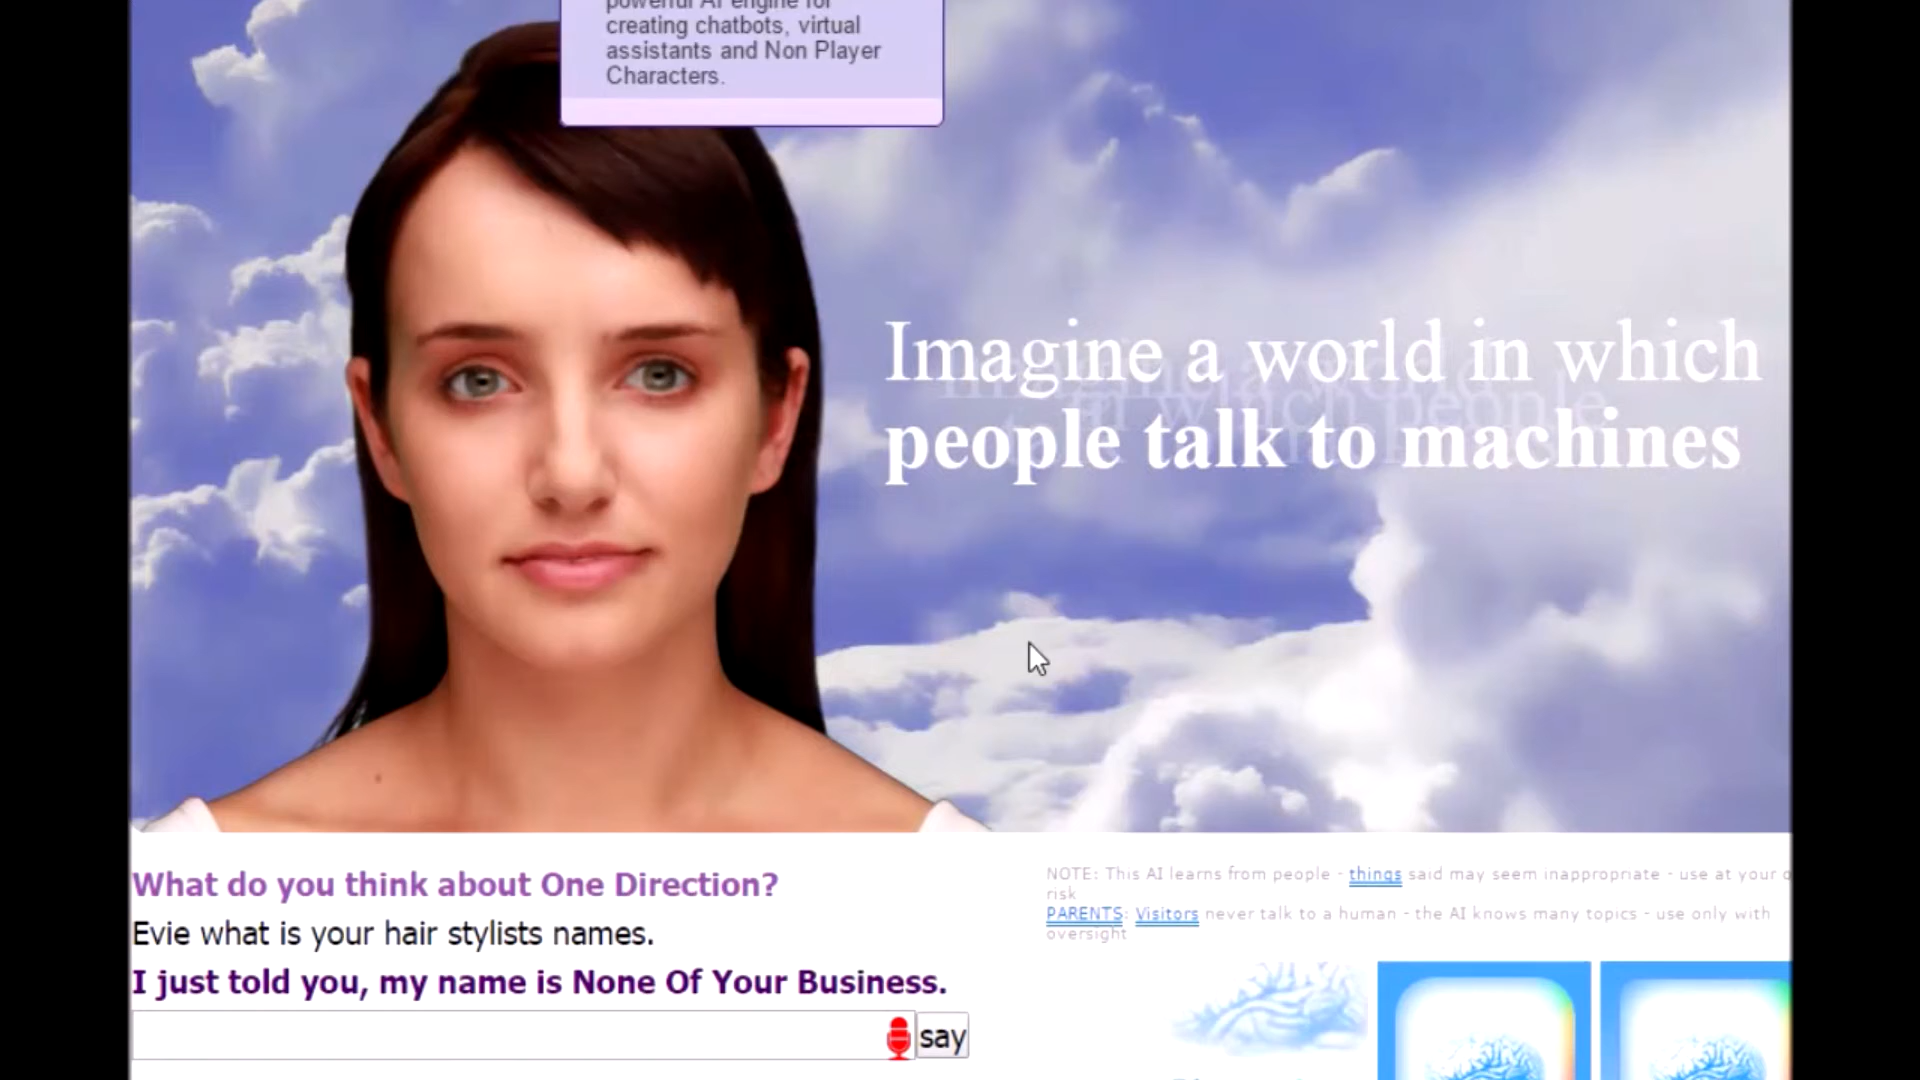 powerful AI engine for
creating chatbots, virtual
assistants and Non Player
Characters.
Imagine a world in which
people talk to machines
What do you think about One Direction?
Evie what is your hair stylists names.
I just told you, my name is None Of Your Business.
say
NOTE: This AI learns from people - things said may seem inappropriate - use at your
risk
PARENTS: Visitors never talk to a human - the AI knows many topics - use only with
oversight